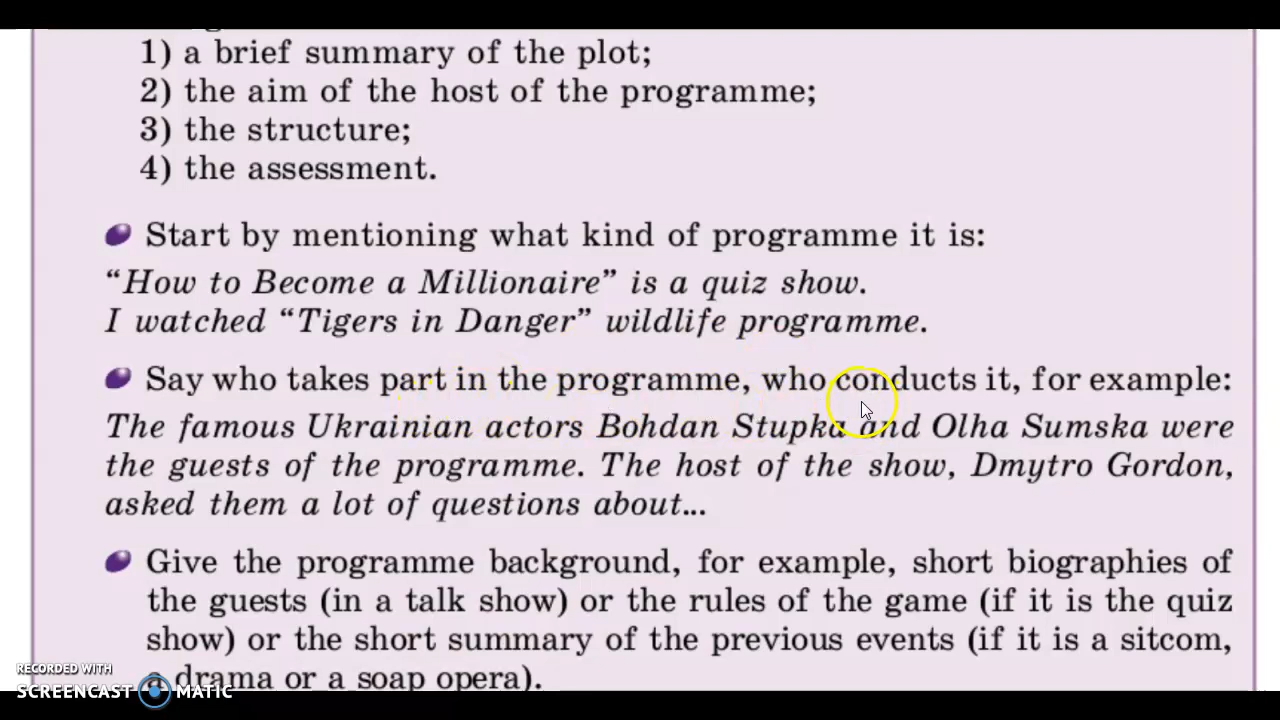 1) a brief summary of the plot;
2) the aim of the host of the programme;
3) the structure;
4) the assessment.
Start by mentioning what kind of programme it is:
“How to Become a Millionaire” is a quiz show.
I watched “Tigers in Danger” wildlife programme.
Say who takes part in the programme, who conducts it, for example:
The famous Ukrainian actors Bohdan Stupka and Olha Sumska were
the guests of the programme. The host of the show, Dmytro Gordon,
asked them a lot of questions about...
Give the programme background, for example, short biographies of
the guests (in a talk show) or the rules of the game (if it is the quiz
show) or the short summary of the previous events (if it is a sitcom,
a drama or a soap opera).
RECORDED WITH
SCREENCAST MATIC